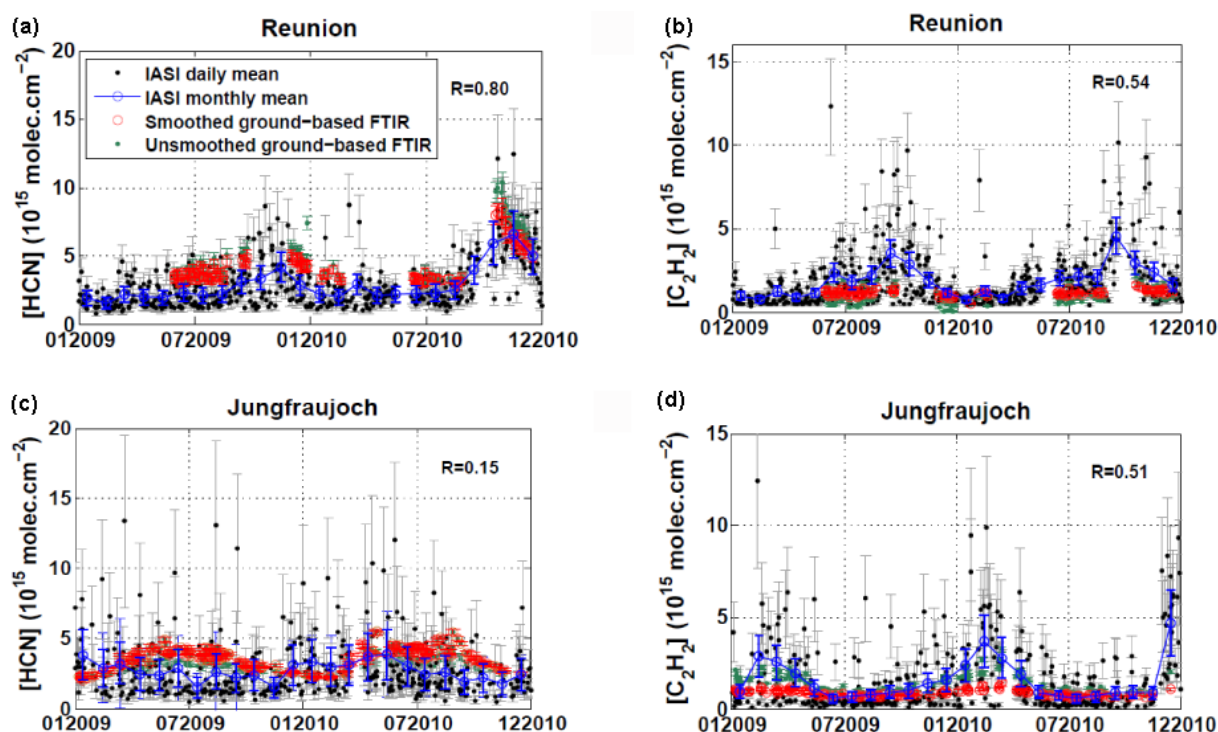 (a)
Reunion
[HCN] (10^15 molec.cm^-2)
20
15
10
5
0
IASI daily mean
IASI monthly mean
Smoothed ground-based FTIR
Unsmoothed ground-based FTIR
R=0.80
012009 072009 012010 072010 122010
(b)
Reunion
[C_2H_2] (10^15 molec.cm^-2)
15
10
5
0
R=0.54
012009 072009 012010 072010 122010
(c)
Jungfraujoch
[HCN] (10^15 molec.cm^-2)
20
15
10
5
0
R=0.15
012009 072009 012010 072010 122010
(d)
Jungfraujoch
[C_2H_2] (10^15 molec.cm^-2)
15
10
5
0
R=0.51
012009 072009 012010 072010 122010